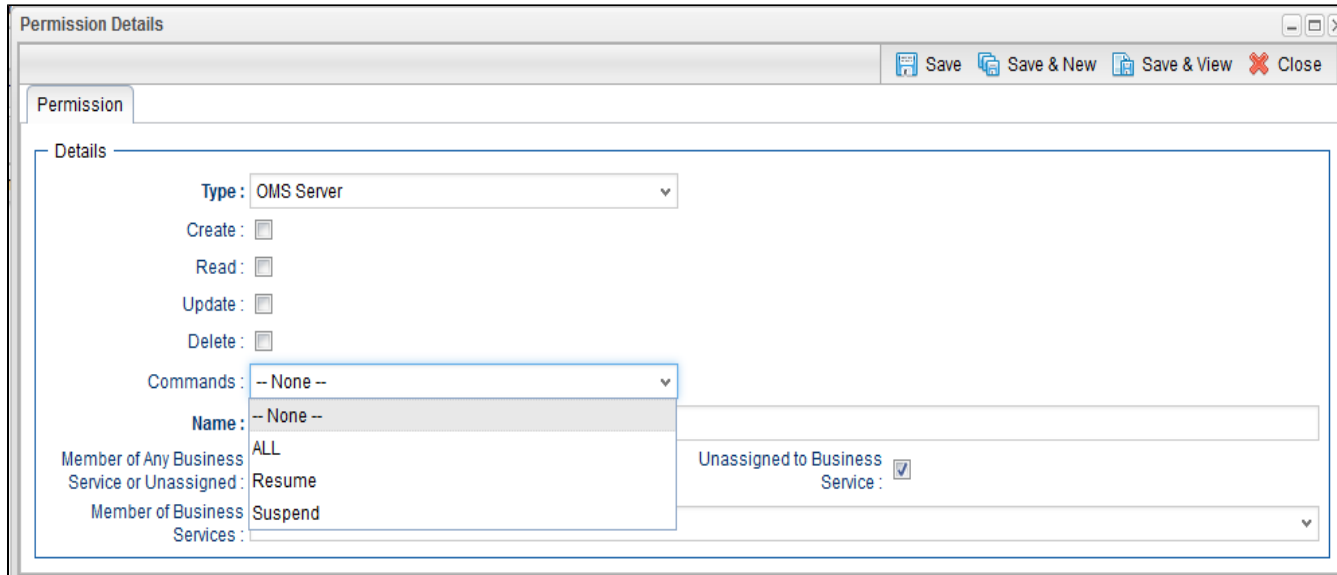 Permission Details
Save Save & New Save & View Close
Permission
Details
Type : OMS Server
Create :
Read :
Update :
Delete :
Commands : -- None --
-- None --
Name :
ALL
Member of Any Business
Service or Unassigned :
Resume
Unassigned to Business
Service :
Member of Business
Services :
Suspend